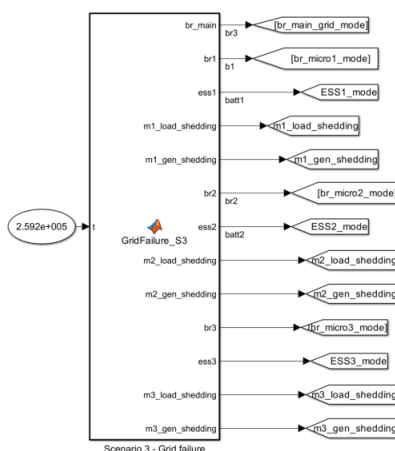 br_main
br3
[br_main_grid_mode]
br1
b1
[br_micro1_mode]
ess1
batt1
ESS1_mode
m1_load_shedding
m1_load_shedding
m1_gen_shedding
m1_gen_shedding
br2
br2
[br_micro2_mode]
2.592e+005
t
GridFailure_S3
ess2
batt2
ESS2_mode
m2_load_shedding
m2_load_shedding
m2_gen_shedding
m2_gen_shedding
br3
[br_micro3_mode]
ess3
ESS3_mode
m3_load_shedding
m3_load_shedding
m3_gen_shedding
m3_gen_shedding
Scenario 3 - Grid failure